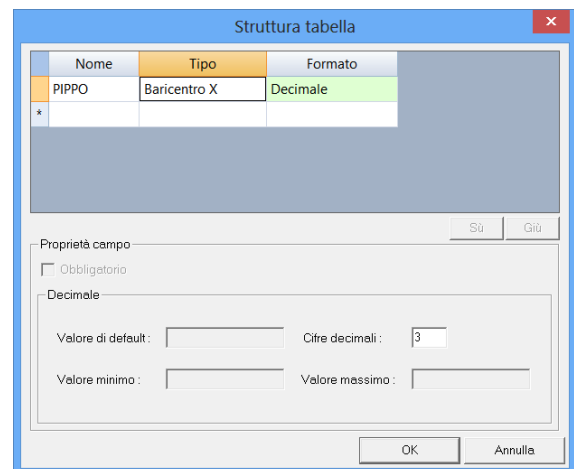 Struttura tabella
Nome Tipo Formato
PIPPO Baricentro X Decimale
*
Sù Giù
Proprietà campo
Obbligatorio
Decimale
Valore di default : Cifre decimali : 3
Valore minimo : Valore massimo :
OK Annulla